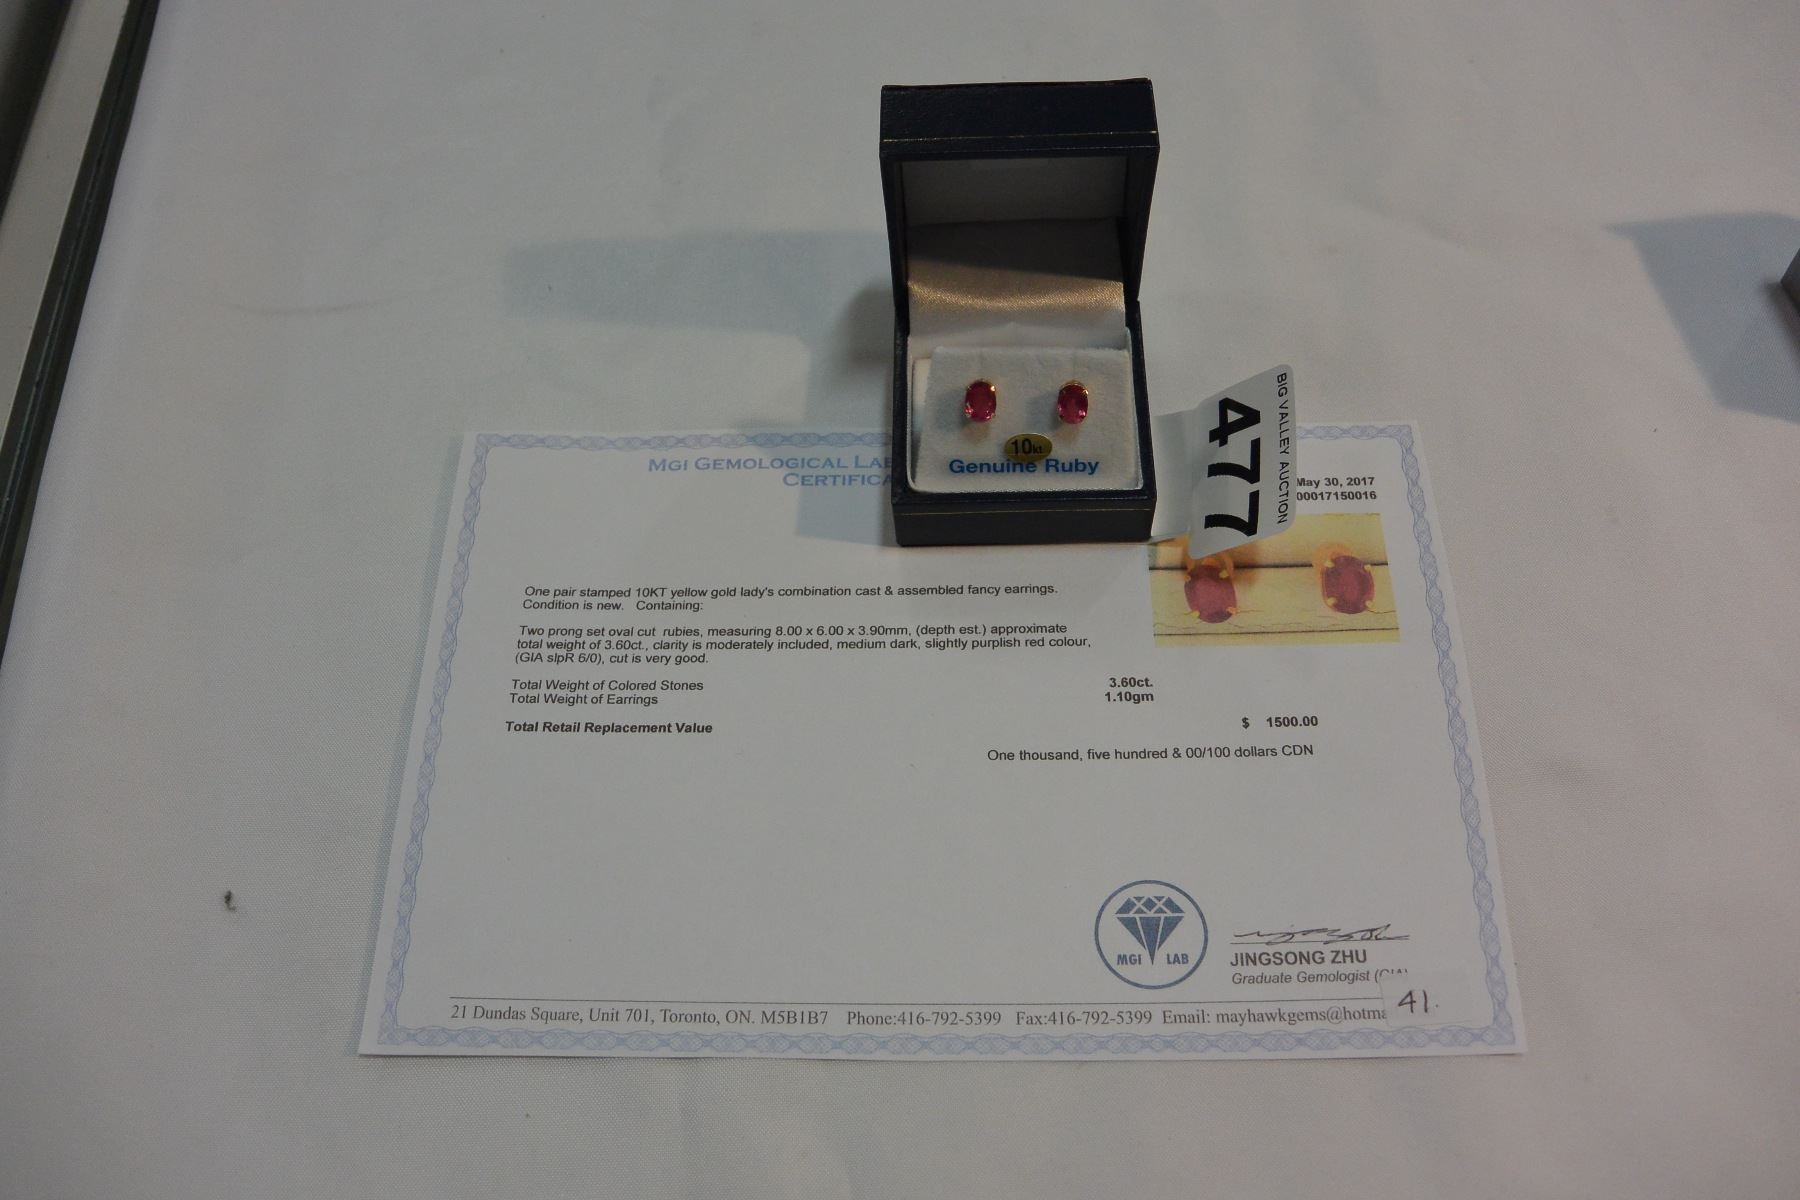 10kt
Genuine Ruby
477
BIG VALLEY AUCTION
MGI GEMOLOGICAL
May 30, 2017
00017150016
One pair stamped 10KT yellow gold lady's combination cast & assembled fancy earrings.
Condition is new. Containing:
Two prong set oval cut rubies, measuring 8.00 x 6.00 x 3.90mm, (depth est.) approximate
total weight of 3.60ct., clarity is moderately included, medium dark, slightly purplish red colour,
(GIA slpR 6/0), cut is very good.
Total Weight of Colored Stones 3.60ct.
Total Weight of Earrings 1.10gm
Total Retail Replacement Value $ 1500.00
One thousand, five hundred & 00/100 dollars CDN
MGI LAB
JINGSONG ZHU
Graduate Gemologist
21 Dundas Square, Unit 701, Toronto, ON. M5B1B7 Phone:416-792-5399 Fax:416-792-5399 Email: mayhawkgems@hotma
41.